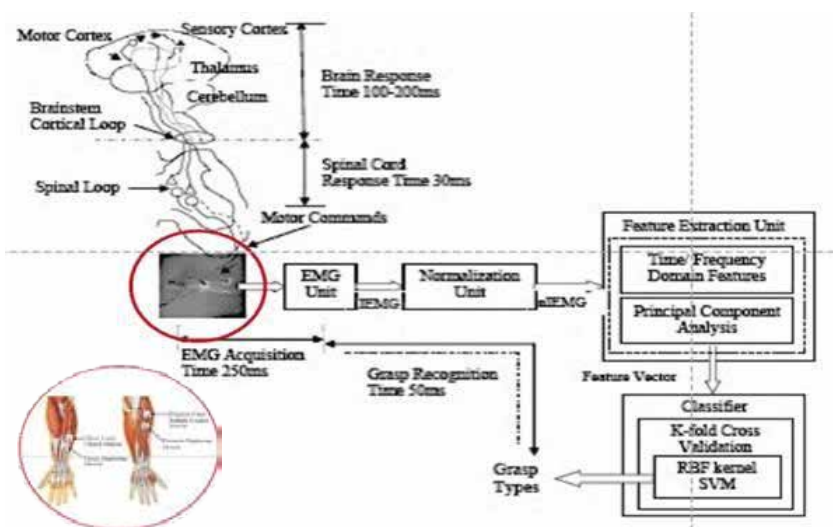 Motor Cortex
Sensory Cortex
Thalamus
Cerebellum
Brainstem
Cortical Loop
Brain Response
Time 100-200ms
Spinal Loop
Spinal Cord
Response Time 30ms
Motor Commands
EMG
Unit
IEMG
Normalization
Unit
nIEMG
Feature Extraction Unit
Time/ Frequency
Domain Features
Principal Component
Analysis
EMG Acquisition
Time 250ms
Grasp Recognition
Time 50ms
Feature Vector
Classifier
K-fold Cross
Validation
RBF kernel
SVM
Grasp
Types